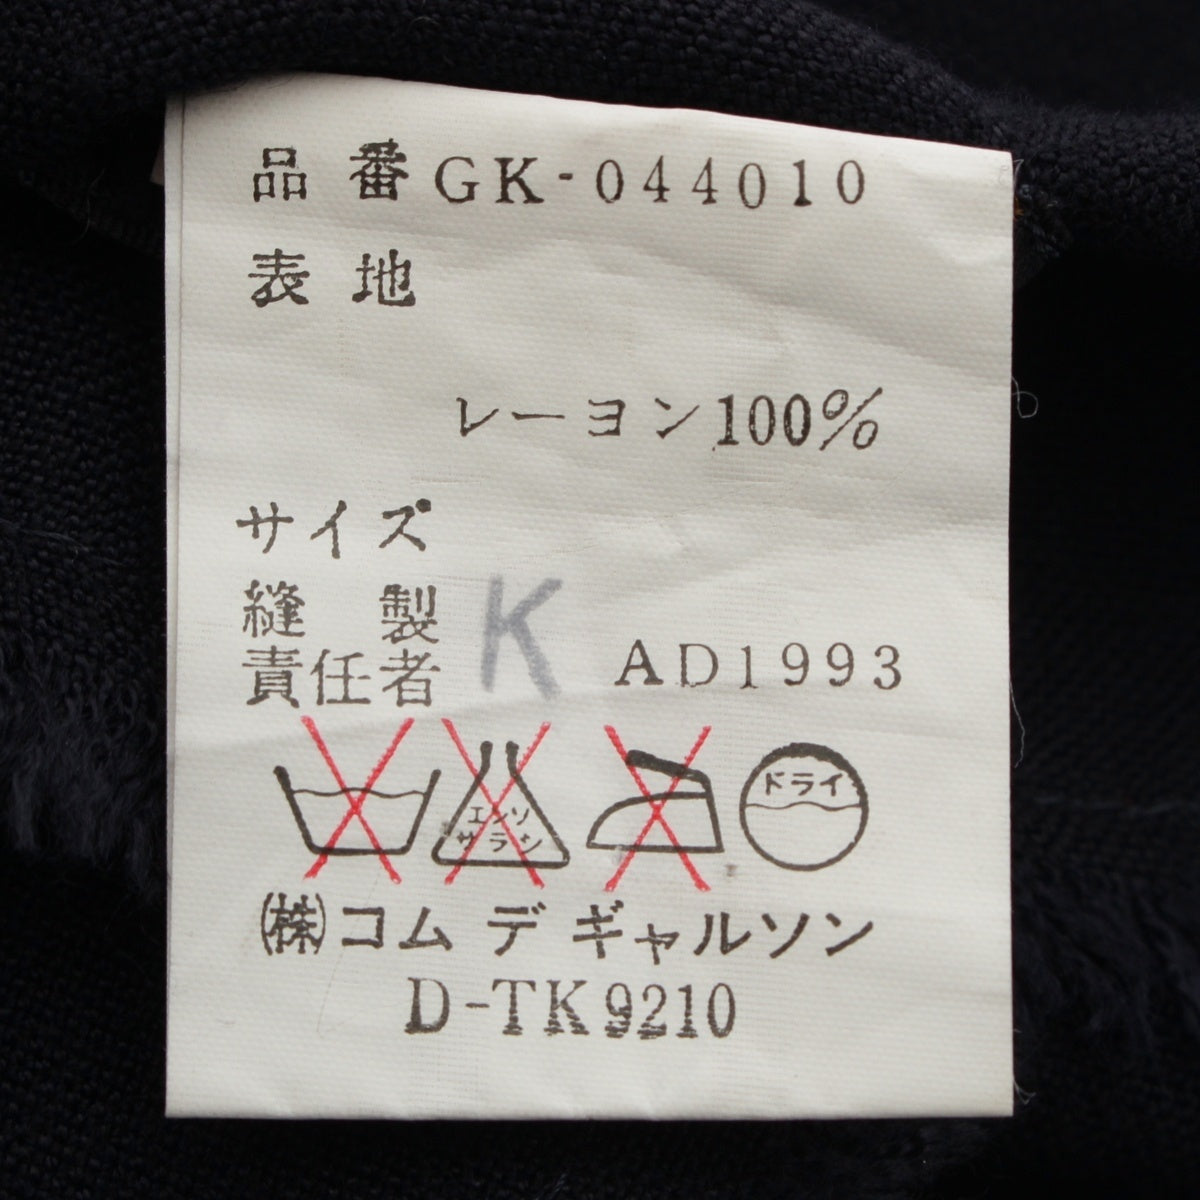 品番 GK-044010
表地
レーヨン100%
サイズ
縫製
責任者 K AD1993
エンソ
サラシ
ドライ
㈱コム デ ギャルソン
D-TK9210